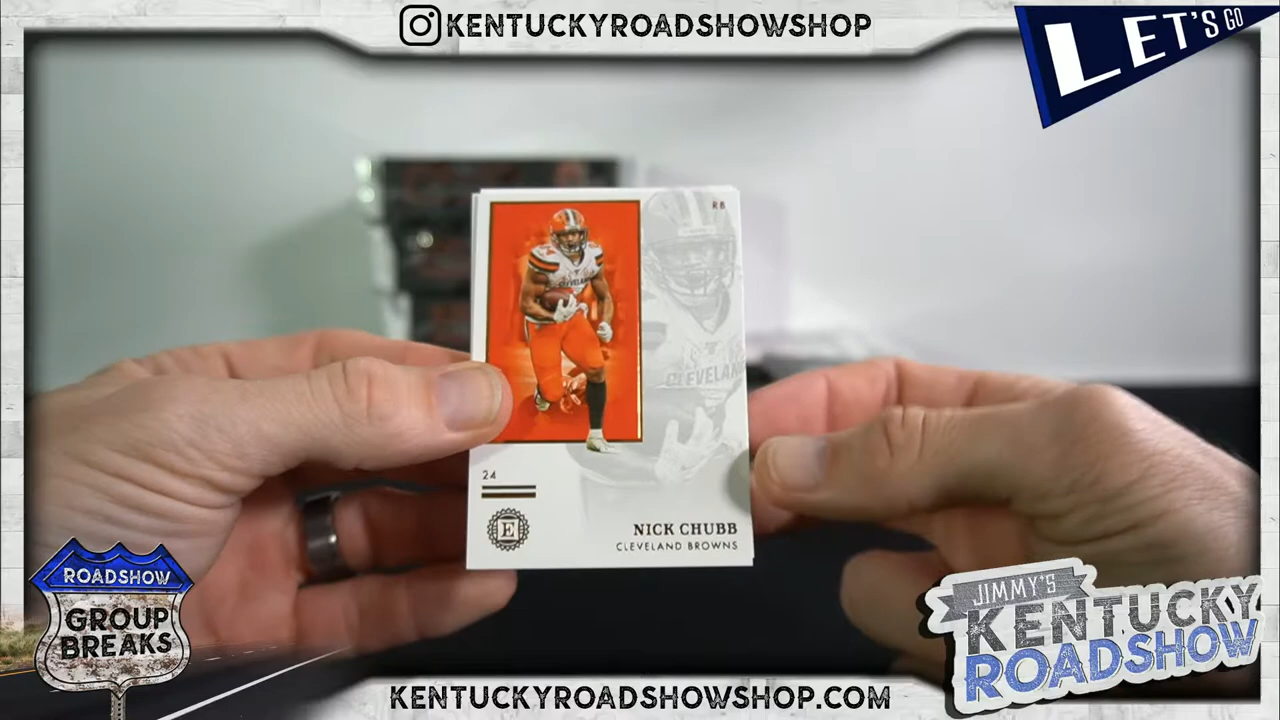 KENTUCKYROADSHOWSHOP
LET'S GO
RB
CLEVELAND
24
E
NICK CHUBB
CLEVELAND BROWNS
ROADSHOW
GROUP
BREAKS
JIMMY'S
KENTUCKY
ROADSHOW
KENTUCKYROADSHOWSHOP.COM